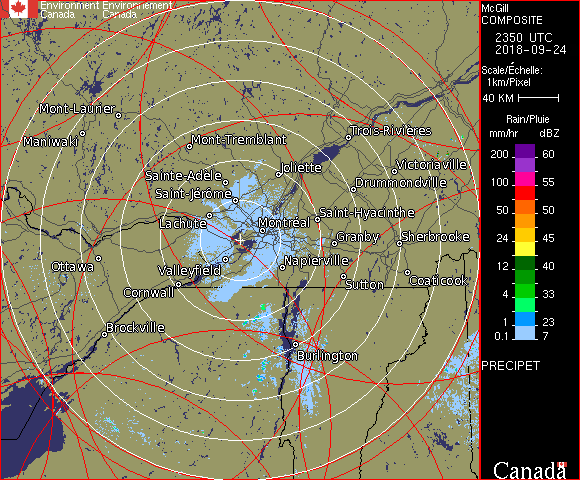 Environment Environnement
Canada Canada
McGill
COMPOSITE
2350 UTC
2018-09-24
Scale/Échelle:
1km/Pixel
40 KM
Rain/Pluie
mm/hr dBZ
200 60
100 55
50 50
24 45
12 40
4 33
1 23
0.1 7
PRECIPET
Canada
Mont-Laurier
Maniwaki
Mont-Tremblant
Trois-Rivières
Joliette
Victoriaville
Sainte-Adèle
Drummondville
Saint-Jérôme
Saint-Hyacinthe
Lachute
Montréal
Granby
Sherbrooke
Ottawa
Valleyfield
Napierville
Cornwall
Sutton
Coaticook
Brockville
Burlington